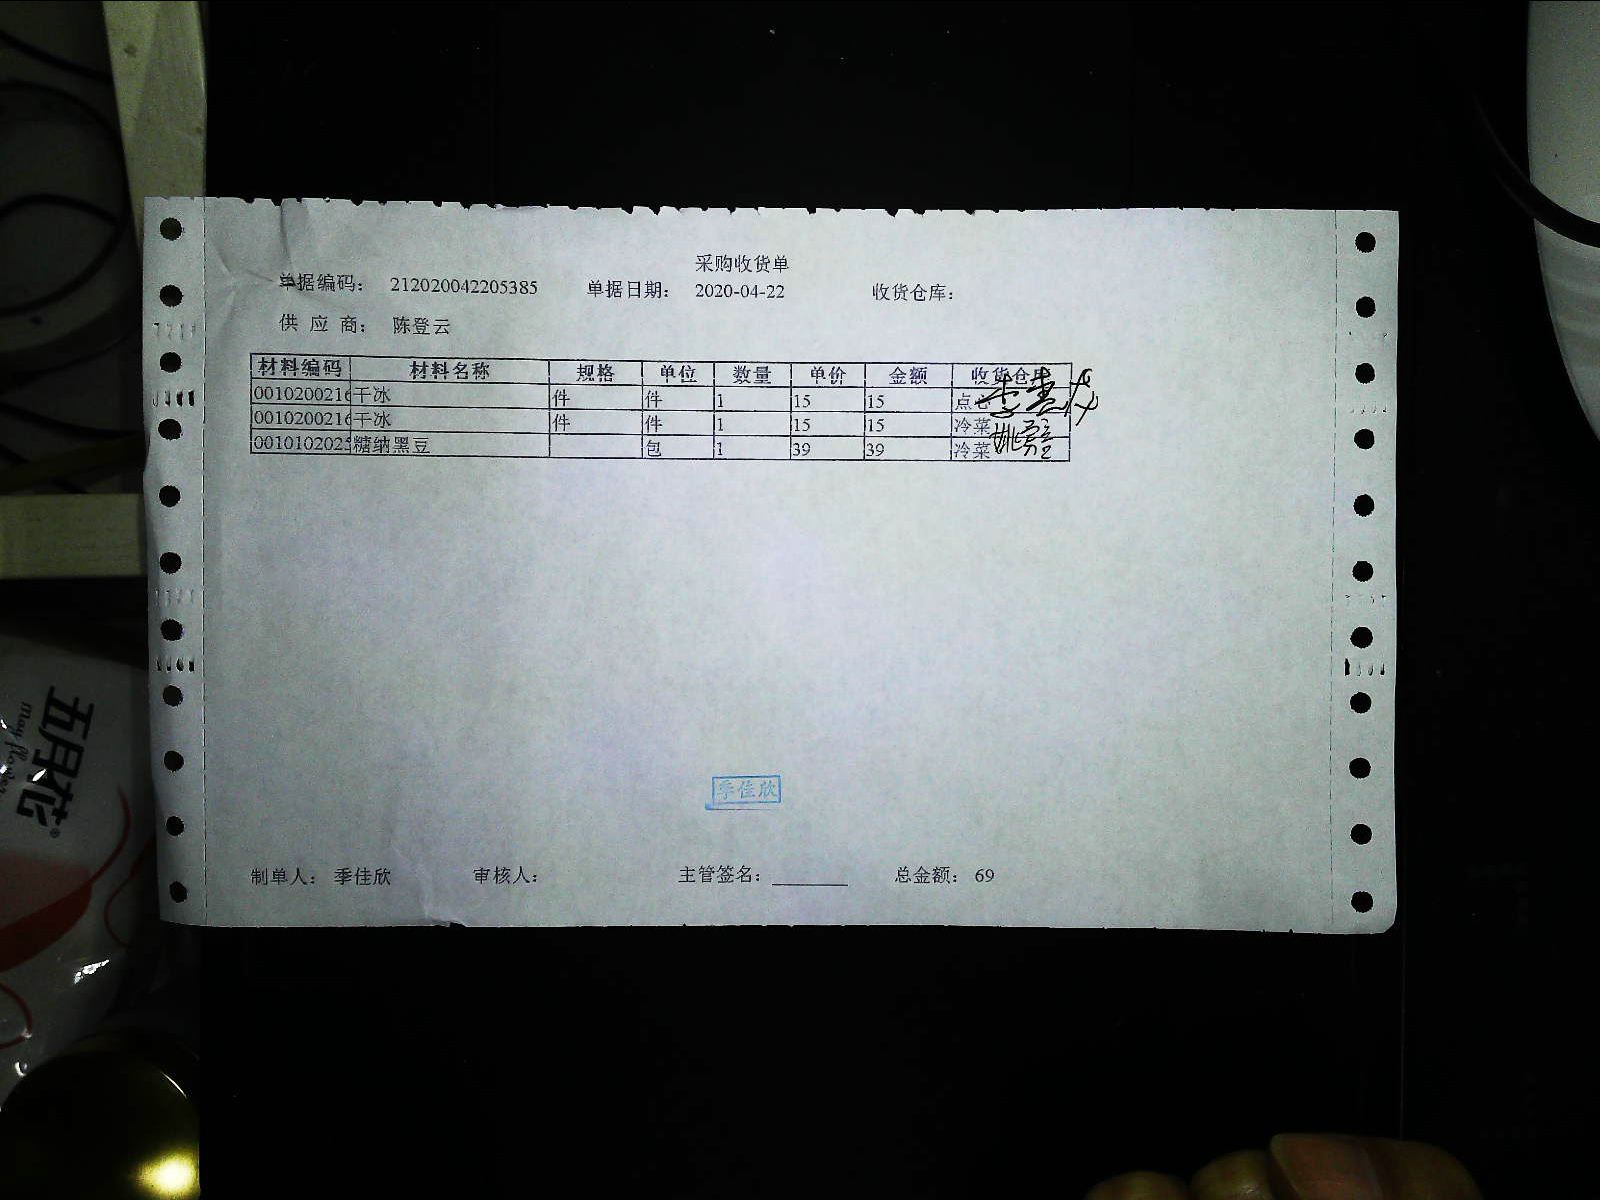 采购收货单
单据编码： 212020042205385 单据日期： 2020-04-22 收货仓库：
供 应 商： 陈登云
材料编码 材料名称 规格 单位 数量 单价 金额 收货仓库
0010200216 干冰 件 件 1 15 15 点心
0010200216 干冰 件 件 1 15 15 冷菜
0010102025 糖纳黑豆 包 1 39 39 冷菜
季佳欣
制单人： 季佳欣 审核人： 主管签名： 总金额： 69
五月花®
may flower